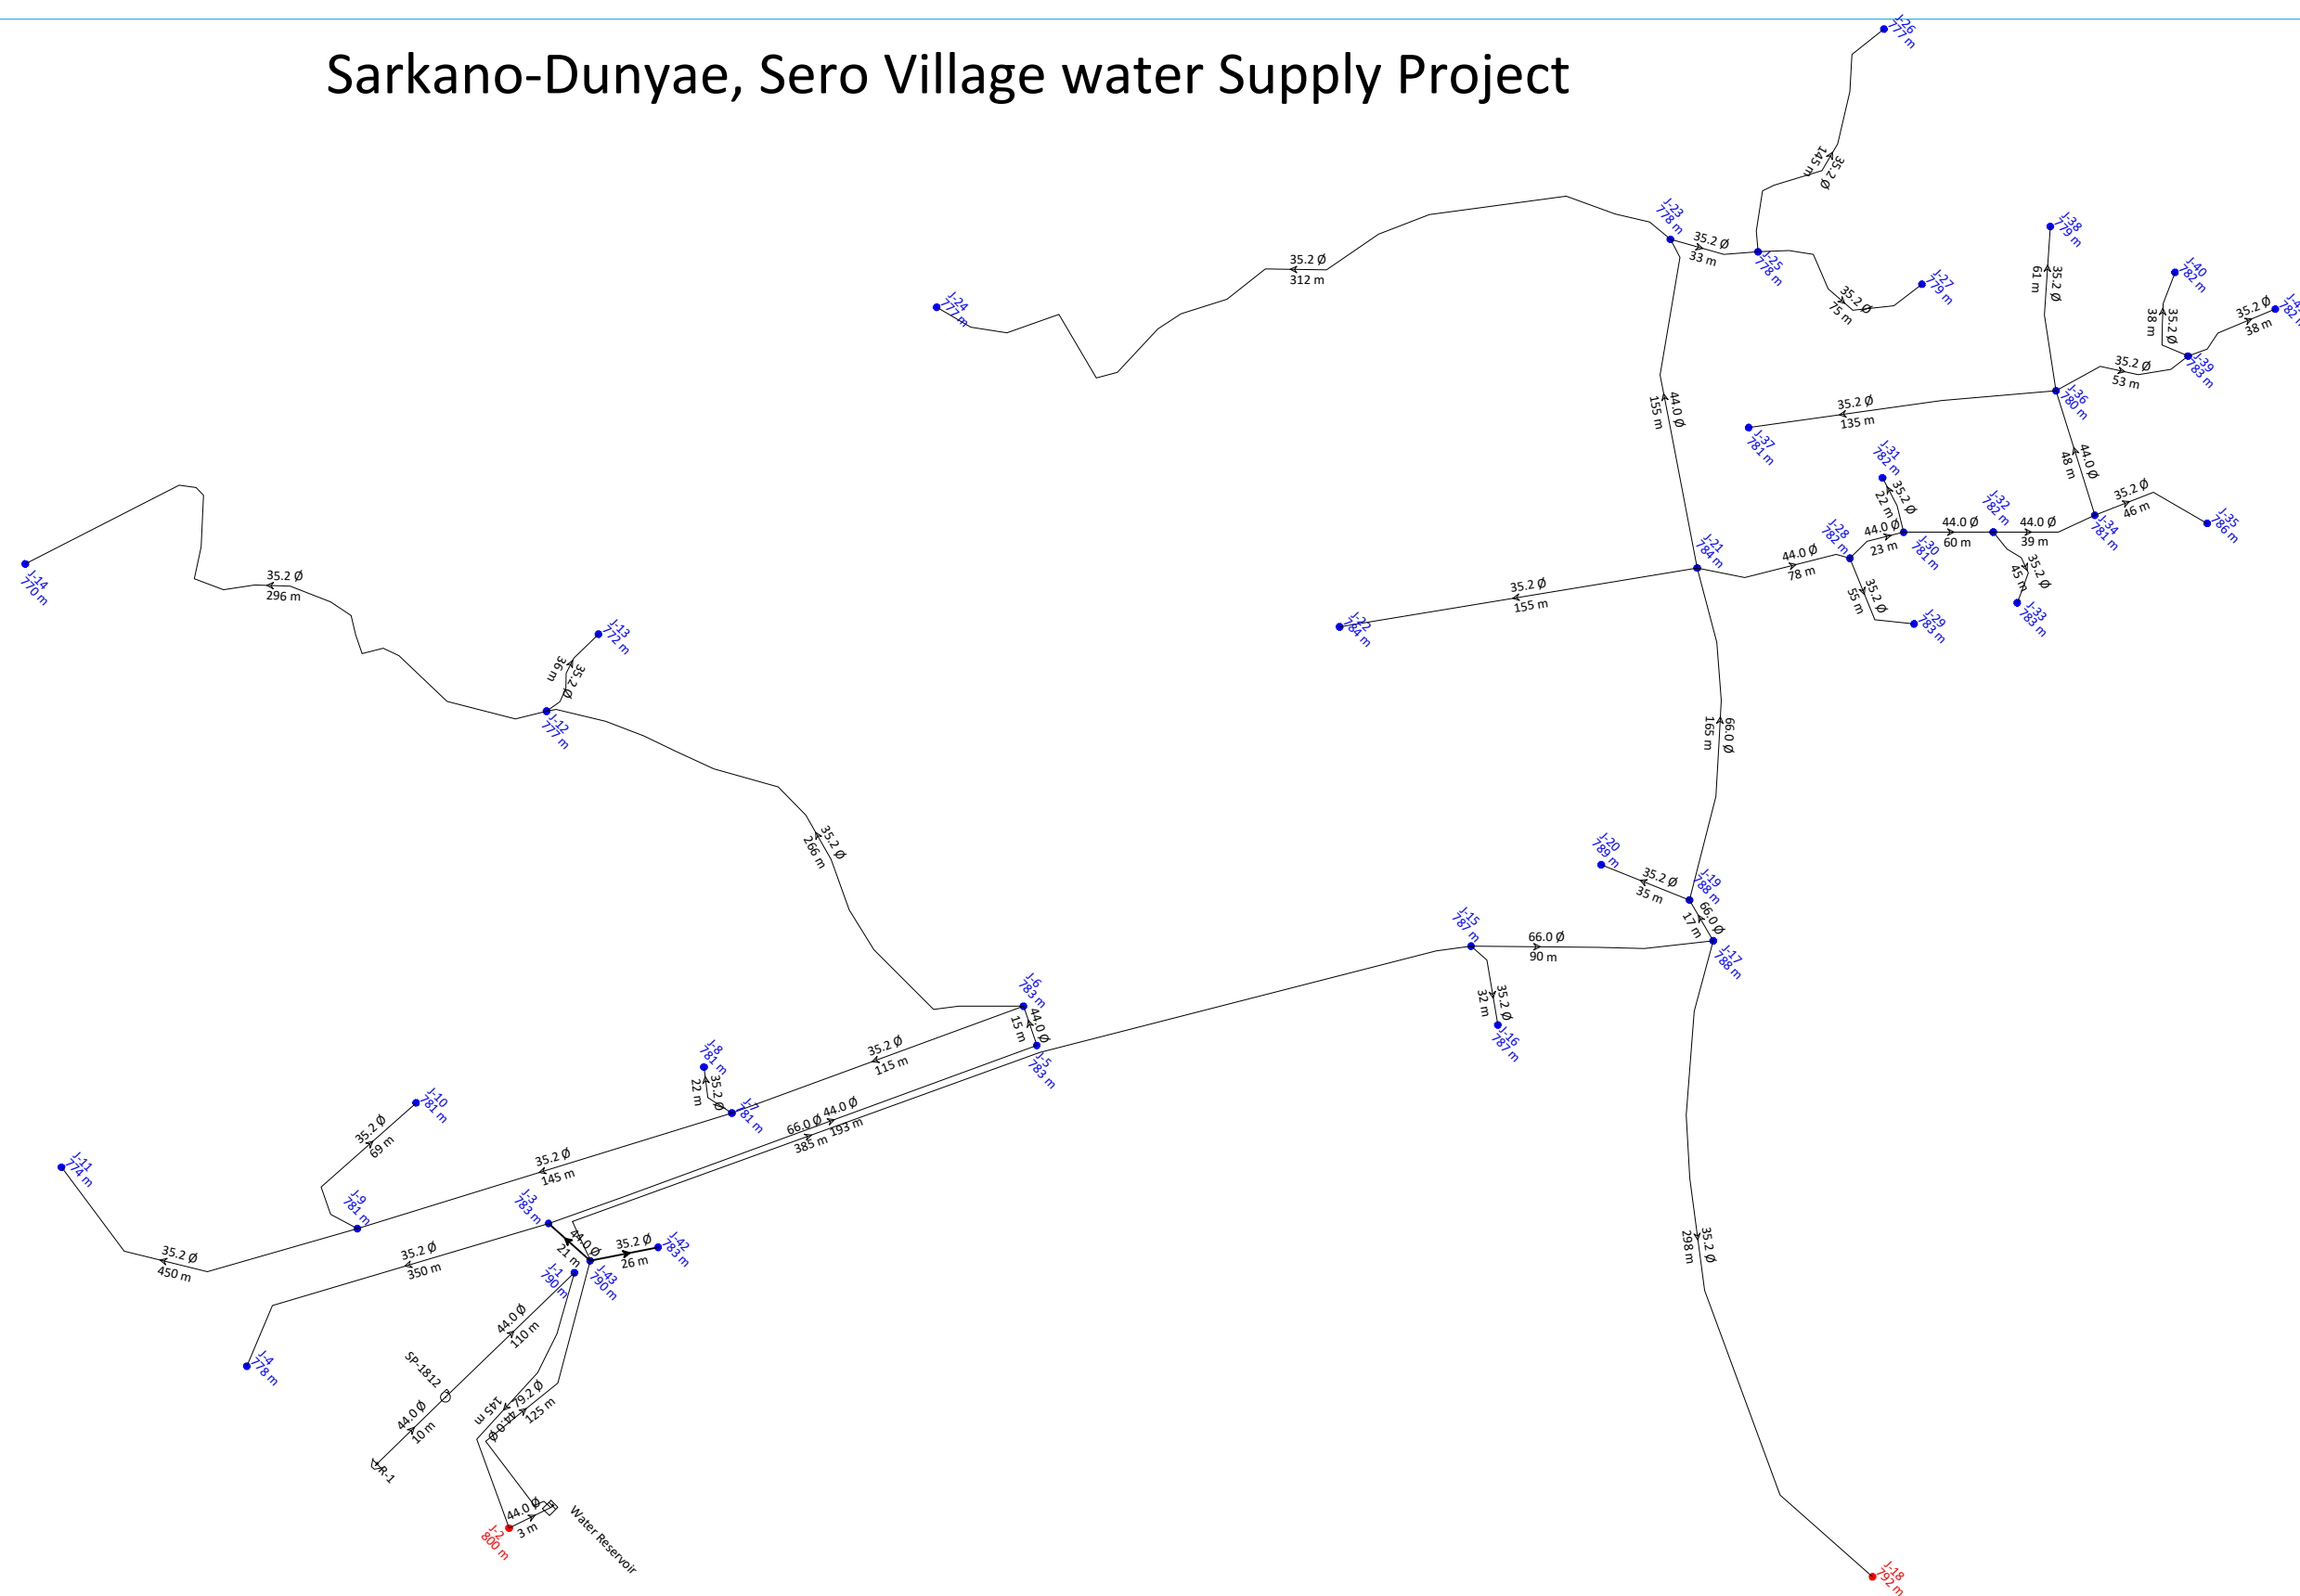 Sarkano-Dunyae, Sero Village water Supply Project
J-26
777 m
35.2 Ø
145 m
J-23
778 m
35.2 Ø
33 m
J-25
778 m
J-38
779 m
35.2 Ø
312 m
J-24
777 m
35.2 Ø
75 m
J-27
779 m
35.2 Ø
61 m
J-40
782 m
35.2 Ø
38 m
35.2 Ø
38 m
782 m
J-39
783 m
35.2 Ø
53 m
J-36
780 m
35.2 Ø
135 m
J-37
781 m
44.0 Ø
155 m
J-31
782 m
35.2 Ø
22 m
44.0 Ø
48 m
35.2 Ø
46 m
J-35
786 m
J-32
782 m
J-28
782 m
44.0 Ø
23 m
J-30
781 m
44.0 Ø
60 m
44.0 Ø
39 m
J-34
781 m
J-21
784 m
44.0 Ø
78 m
35.2 Ø
55 m
J-29
783 m
35.2 Ø
45 m
J-33
783 m
35.2 Ø
155 m
J-22
784 m
J-14
770 m
35.2 Ø
296 m
J-13
772 m
35.2 Ø
36 m
J-12
777 m
66.0 Ø
165 m
35.2 Ø
266 m
J-20
789 m
35.2 Ø
35 m
J-19
788 m
66.0 Ø
17 m
J-15
787 m
66.0 Ø
90 m
J-17
788 m
35.2 Ø
32 m
J-16
787 m
J-6
783 m
44.0 Ø
15 m
J-5
783 m
35.2 Ø
115 m
J-8
781 m
35.2 Ø
22 m
J-7
781 m
44.0 Ø
193 m
66.0 Ø
385 m
J-10
781 m
35.2 Ø
69 m
35.2 Ø
145 m
J-11
774 m
J-9
781 m
J-3
783 m
35.2 Ø
450 m
35.2 Ø
350 m
44.0 Ø
21 m
35.2 Ø
26 m
J-42
783 m
J-1
790 m
J-43
790 m
35.2 Ø
298 m
44.0 Ø
110 m
J-4
778 m
SP-1812
44.0 Ø
10 m
R-1
145 m
44.0 Ø
79.2 Ø
125 m
44.0 Ø
3 m
J-2
800 m
Water Reservoir
J-18
792 m